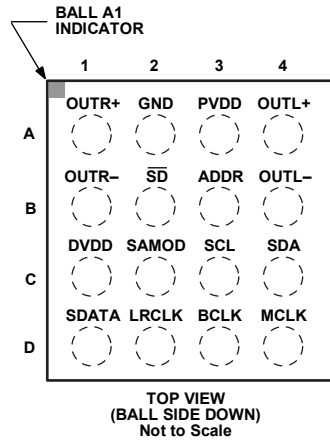 BALL A1
INDICATOR
1 2 3 4
OUTR+ GND PVDD OUTL+
A
OUTR– SD ADDR OUTL–
B
DVDD SAMOD SCL SDA
C
SDATA LRCLK BCLK MCLK
D
TOP VIEW
(BALL SIDE DOWN)
Not to Scale